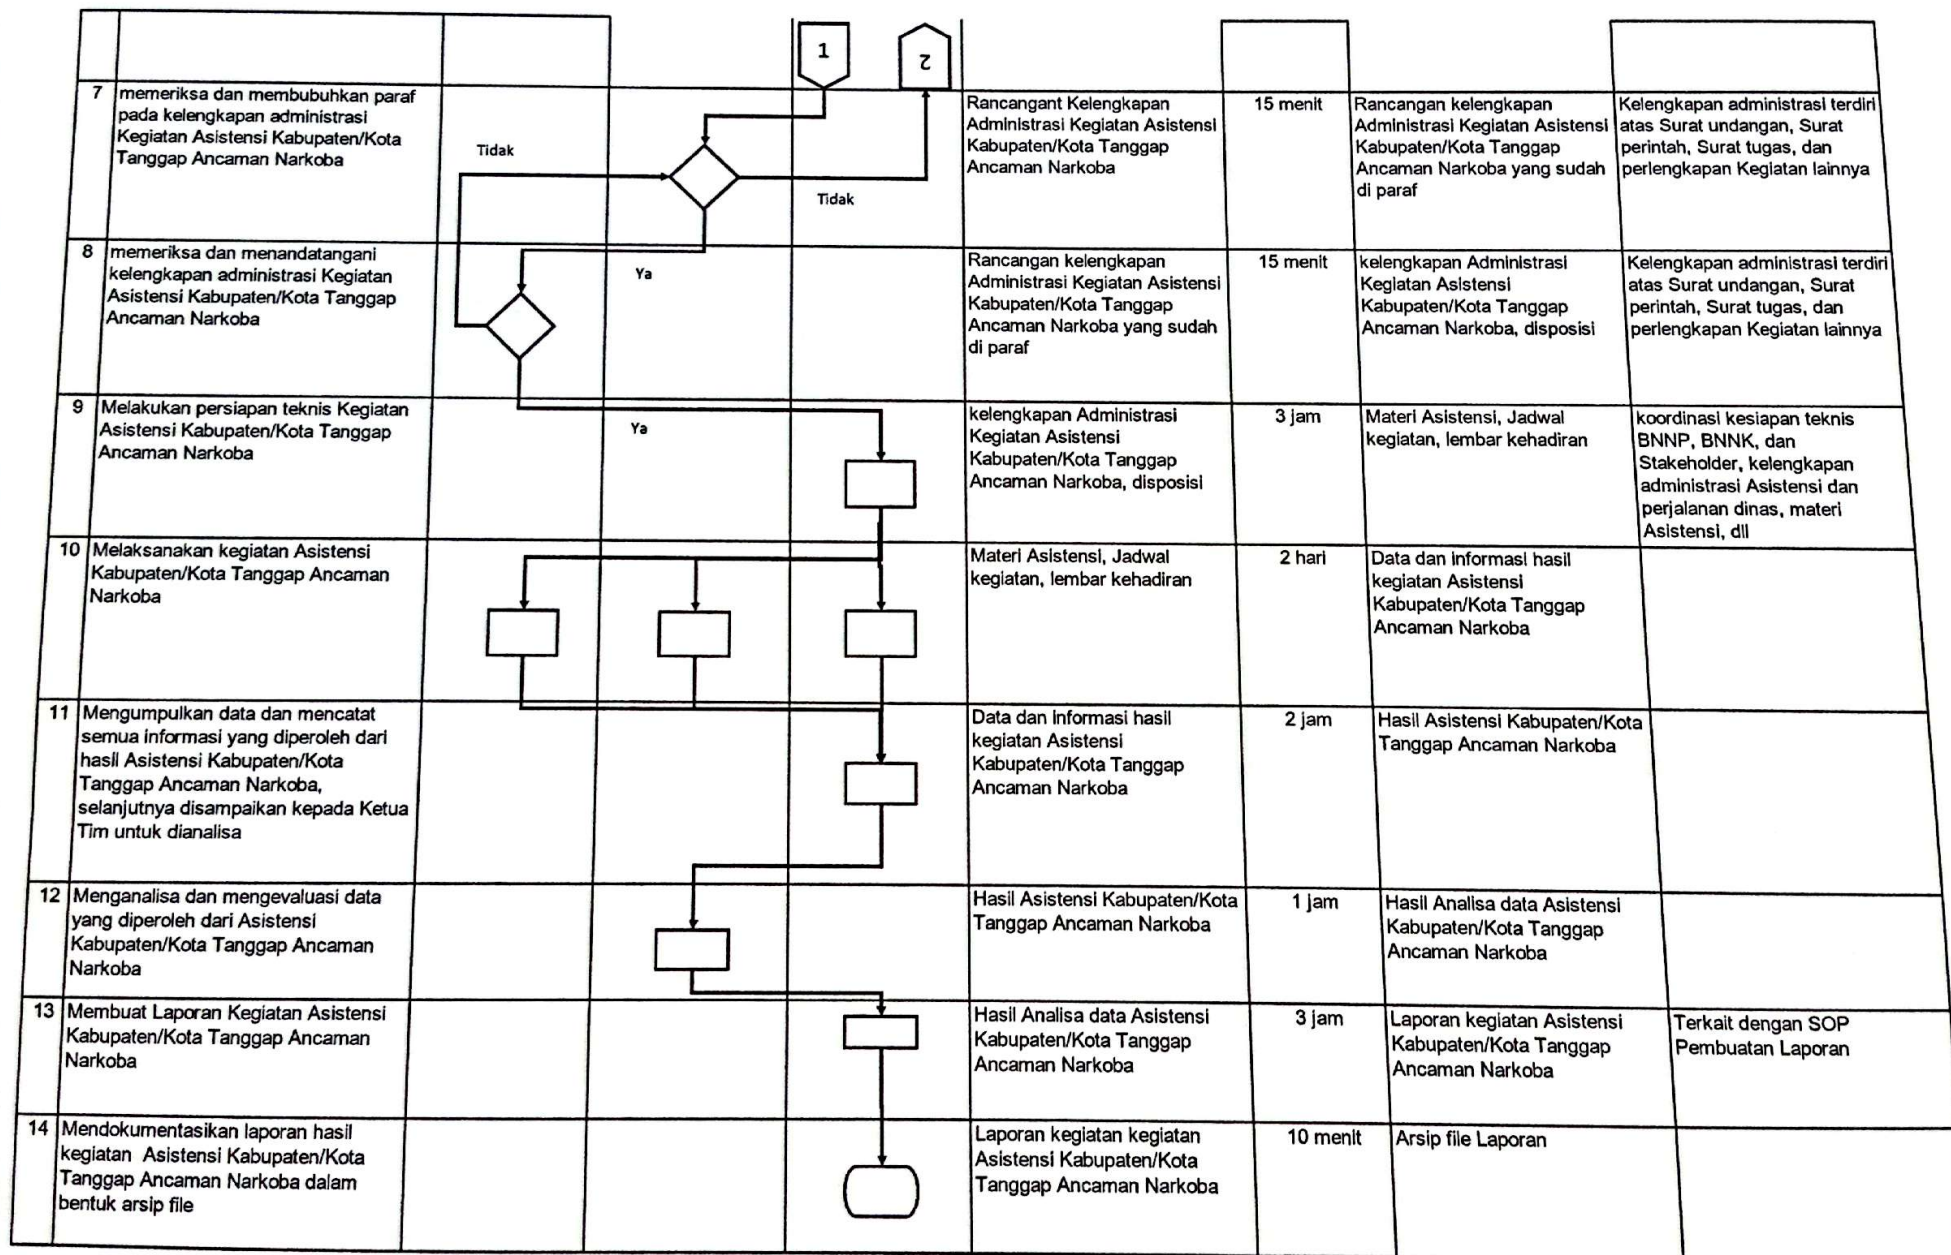 1
2
7
memeriksa dan membubuhkan paraf
pada kelengkapan administrasi
Kegiatan Asistensi Kabupaten/Kota
Tanggap Ancaman Narkoba
Tidak
Tidak
Rancangant Kelengkapan
Administrasi Kegiatan Asistensi
Kabupaten/Kota Tanggap
Ancaman Narkoba
15 menit
Rancangan kelengkapan
Administrasi Kegiatan Asistensi
Kabupaten/Kota Tanggap
Ancaman Narkoba yang sudah
di paraf
Kelengkapan administrasi terdiri
atas Surat undangan, Surat
perintah, Surat tugas, dan
perlengkapan Kegiatan lainnya
8
memeriksa dan menandatangani
kelengkapan administrasi Kegiatan
Asistensi Kabupaten/Kota Tanggap
Ancaman Narkoba
Ya
Rancangan kelengkapan
Administrasi Kegiatan Asistensi
Kabupaten/Kota Tanggap
Ancaman Narkoba yang sudah
di paraf
15 menit
kelengkapan Administrasi
Kegiatan Asistensi
Kabupaten/Kota Tanggap
Ancaman Narkoba, disposisi
Kelengkapan administrasi terdiri
atas Surat undangan, Surat
perintah, Surat tugas, dan
perlengkapan Kegiatan lainnya
9
Melakukan persiapan teknis Kegiatan
Asistensi Kabupaten/Kota Tanggap
Ancaman Narkoba
Ya
kelengkapan Administrasi
Kegiatan Asistensi
Kabupaten/Kota Tanggap
Ancaman Narkoba, disposisi
3 jam
Materi Asistensi, Jadwal
kegiatan, lembar kehadiran
koordinasi kesiapan teknis
BNNP, BNNK, dan
Stakeholder, kelengkapan
administrasi Asistensi dan
perjalanan dinas, materi
Asistensi, dll
10
Melaksanakan kegiatan Asistensi
Kabupaten/Kota Tanggap Ancaman
Narkoba
Materi Asistensi, Jadwal
kegiatan, lembar kehadiran
2 hari
Data dan informasi hasil
kegiatan Asistensi
Kabupaten/Kota Tanggap
Ancaman Narkoba
11
Mengumpulkan data dan mencatat
semua informasi yang diperoleh dari
hasil Asistensi Kabupaten/Kota
Tanggap Ancaman Narkoba,
selanjutnya disampaikan kepada Ketua
Tim untuk dianalisa
Data dan informasi hasil
kegiatan Asistensi
Kabupaten/Kota Tanggap
Ancaman Narkoba
2 jam
Hasil Asistensi Kabupaten/Kota
Tanggap Ancaman Narkoba
12
Menganalisa dan mengevaluasi data
yang diperoleh dari Asistensi
Kabupaten/Kota Tanggap Ancaman
Narkoba
Hasil Asistensi Kabupaten/Kota
Tanggap Ancaman Narkoba
1 jam
Hasil Analisa data Asistensi
Kabupaten/Kota Tanggap
Ancaman Narkoba
13
Membuat Laporan Kegiatan Asistensi
Kabupaten/Kota Tanggap Ancaman
Narkoba
Hasil Analisa data Asistensi
Kabupaten/Kota Tanggap
Ancaman Narkoba
3 jam
Laporan kegiatan Asistensi
Kabupaten/Kota Tanggap
Ancaman Narkoba
Terkait dengan SOP
Pembuatan Laporan
14
Mendokumentasikan laporan hasil
kegiatan Asistensi Kabupaten/Kota
Tanggap Ancaman Narkoba dalam
bentuk arsip file
Laporan kegiatan kegiatan
Asistensi Kabupaten/Kota
Tanggap Ancaman Narkoba
10 menit
Arsip file Laporan